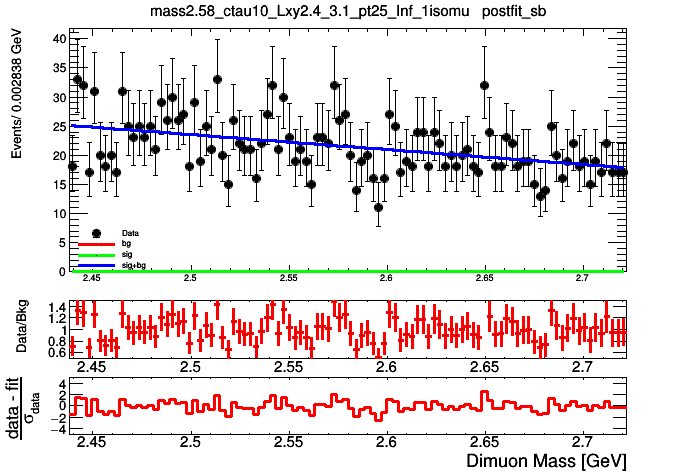 mass2.58_ctau10_Lxy2.4_3.1_pt25_Inf_1isomu postfit_sb
Events/ 0.002838 GeV
40
35
30
25
20
15
10
5
0
Data
bg
sig
sig+bg
2.45 2.5 2.55 2.6 2.65 2.7
Data/Bkg
1.4
1.2
1
0.8
0.6
2.45 2.5 2.55 2.6 2.65 2.7
data - fit
σdata
4
2
0
−2
−4
2.45 2.5 2.55 2.6 2.65 2.7
Dimuon Mass [GeV]